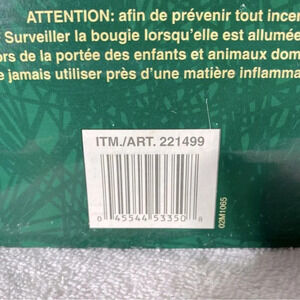 ATTENTION: afin de prévenir tout ince
Surveiller la bougie lorsqu'elle est allumée
ors de la portée des enfants et animaux dom
e jamais utiliser près d'une matière inflamma
ITM./ART. 221499
0 45544 53350 8
02M1065